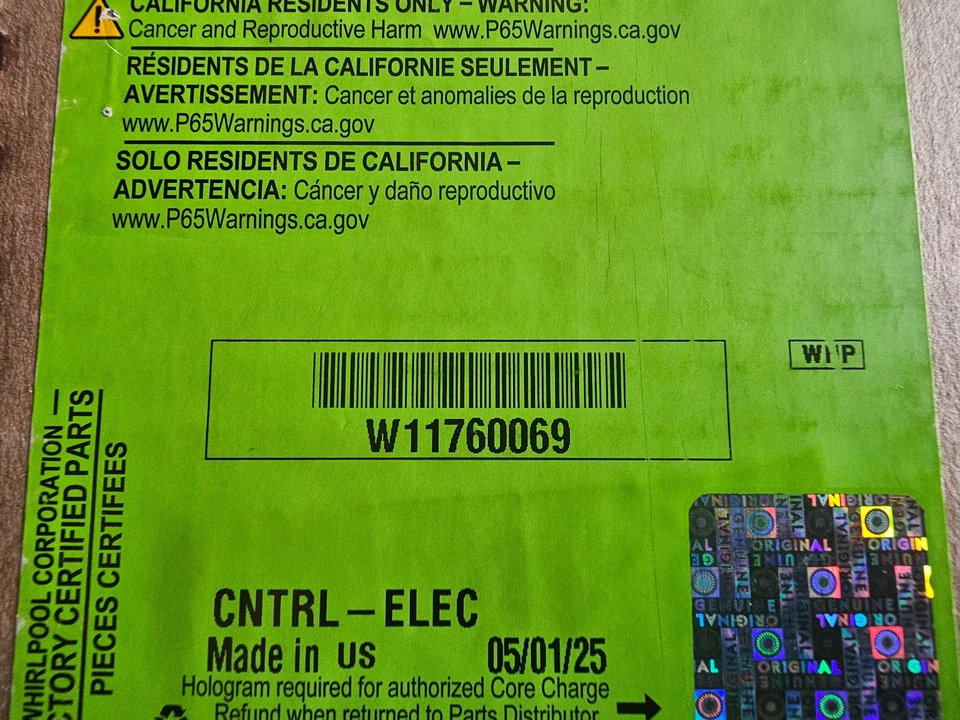 CALIFORNIA RESIDENTS ONLY – WARNING:
Cancer and Reproductive Harm www.P65Warnings.ca.gov
RÉSIDENTS DE LA CALIFORNIE SEULEMENT –
AVERTISSEMENT: Cancer et anomalies de la reproduction
www.P65Warnings.ca.gov
SOLO RESIDENTS DE CALIFORNIA –
ADVERTENCIA: Cáncer y daño reproductivo
www.P65Warnings.ca.gov
W11760069
WHIRLPOOL CORPORATION —
CTORY CERTIFIED PARTS
PIECES CERTIFEES
CNTRL – ELEC
Made in US 05/01/25
Hologram required for authorized Core Charge
Refund when returned to Parts Distributor
ORIGINAL
GENUINE
ORIGINAL